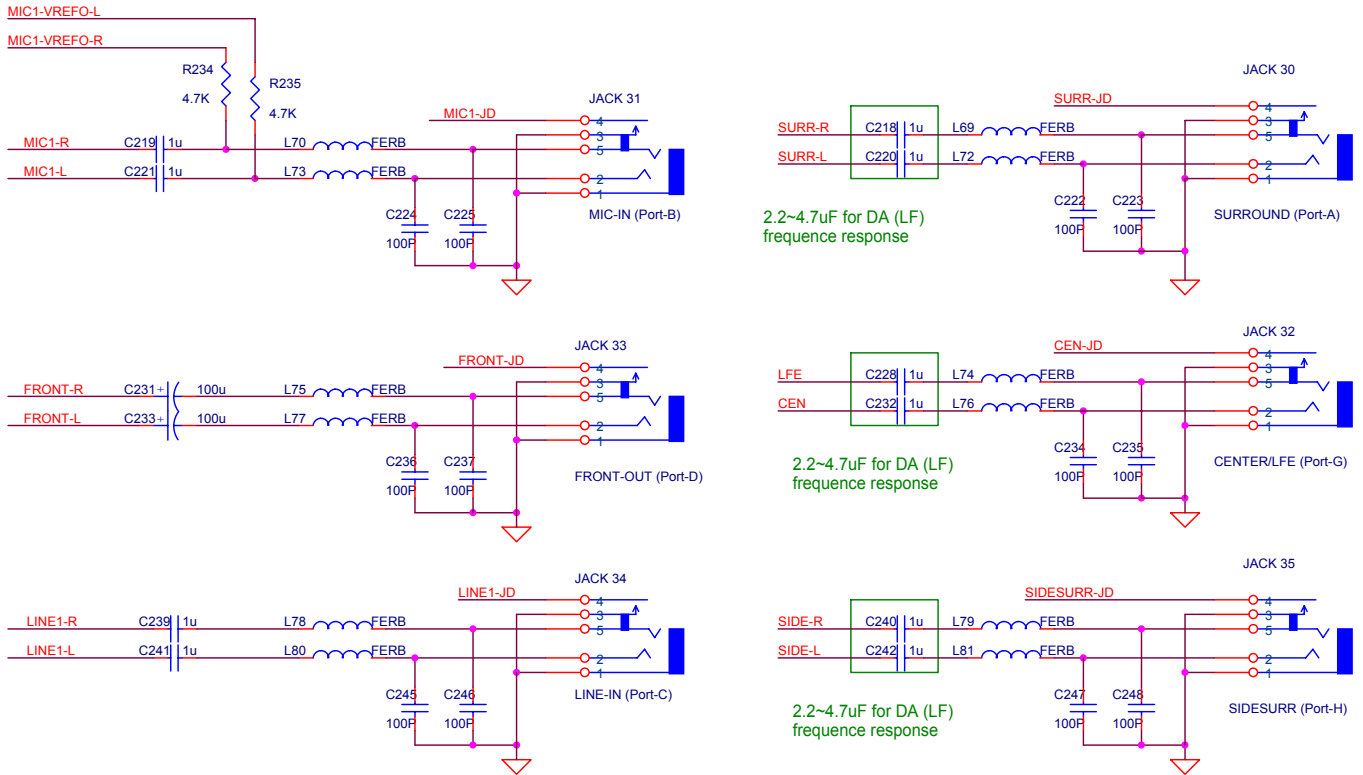 MIC1-VREFO-L
MIC1-VREFO-R
R234
4.7K
R235
4.7K
JACK 31
MIC1-JD
4
3
5
2
1
MIC1-R
C219
1u
L70
FERB
MIC1-L
C221
1u
L73
FERB
C224
100P
C225
100P
MIC-IN (Port-B)
JACK 30
SURR-JD
4
3
5
2
1
SURR-R
C218
1u
L69
FERB
SURR-L
C220
1u
L72
FERB
2.2~4.7uF for DA (LF)
frequence response
C222
100P
C223
100P
SURROUND (Port-A)
JACK 33
FRONT-JD
4
3
5
2
1
FRONT-R
C231
+
100u
L75
FERB
FRONT-L
C233
+
100u
L77
FERB
C236
100P
C237
100P
FRONT-OUT (Port-D)
JACK 32
CEN-JD
4
3
5
2
1
LFE
C228
1u
L74
FERB
CEN
C232
1u
L76
FERB
2.2~4.7uF for DA (LF)
frequence response
C234
100P
C235
100P
CENTER/LFE (Port-G)
JACK 34
LINE1-JD
4
3
5
2
1
LINE1-R
C239
1u
L78
FERB
LINE1-L
C241
1u
L80
FERB
C245
100P
C246
100P
LINE-IN (Port-C)
JACK 35
SIDESURR-JD
4
3
5
2
1
SIDE-R
C240
1u
L79
FERB
SIDE-L
C242
1u
L81
FERB
2.2~4.7uF for DA (LF)
frequence response
C247
100P
C248
100P
SIDESURR (Port-H)